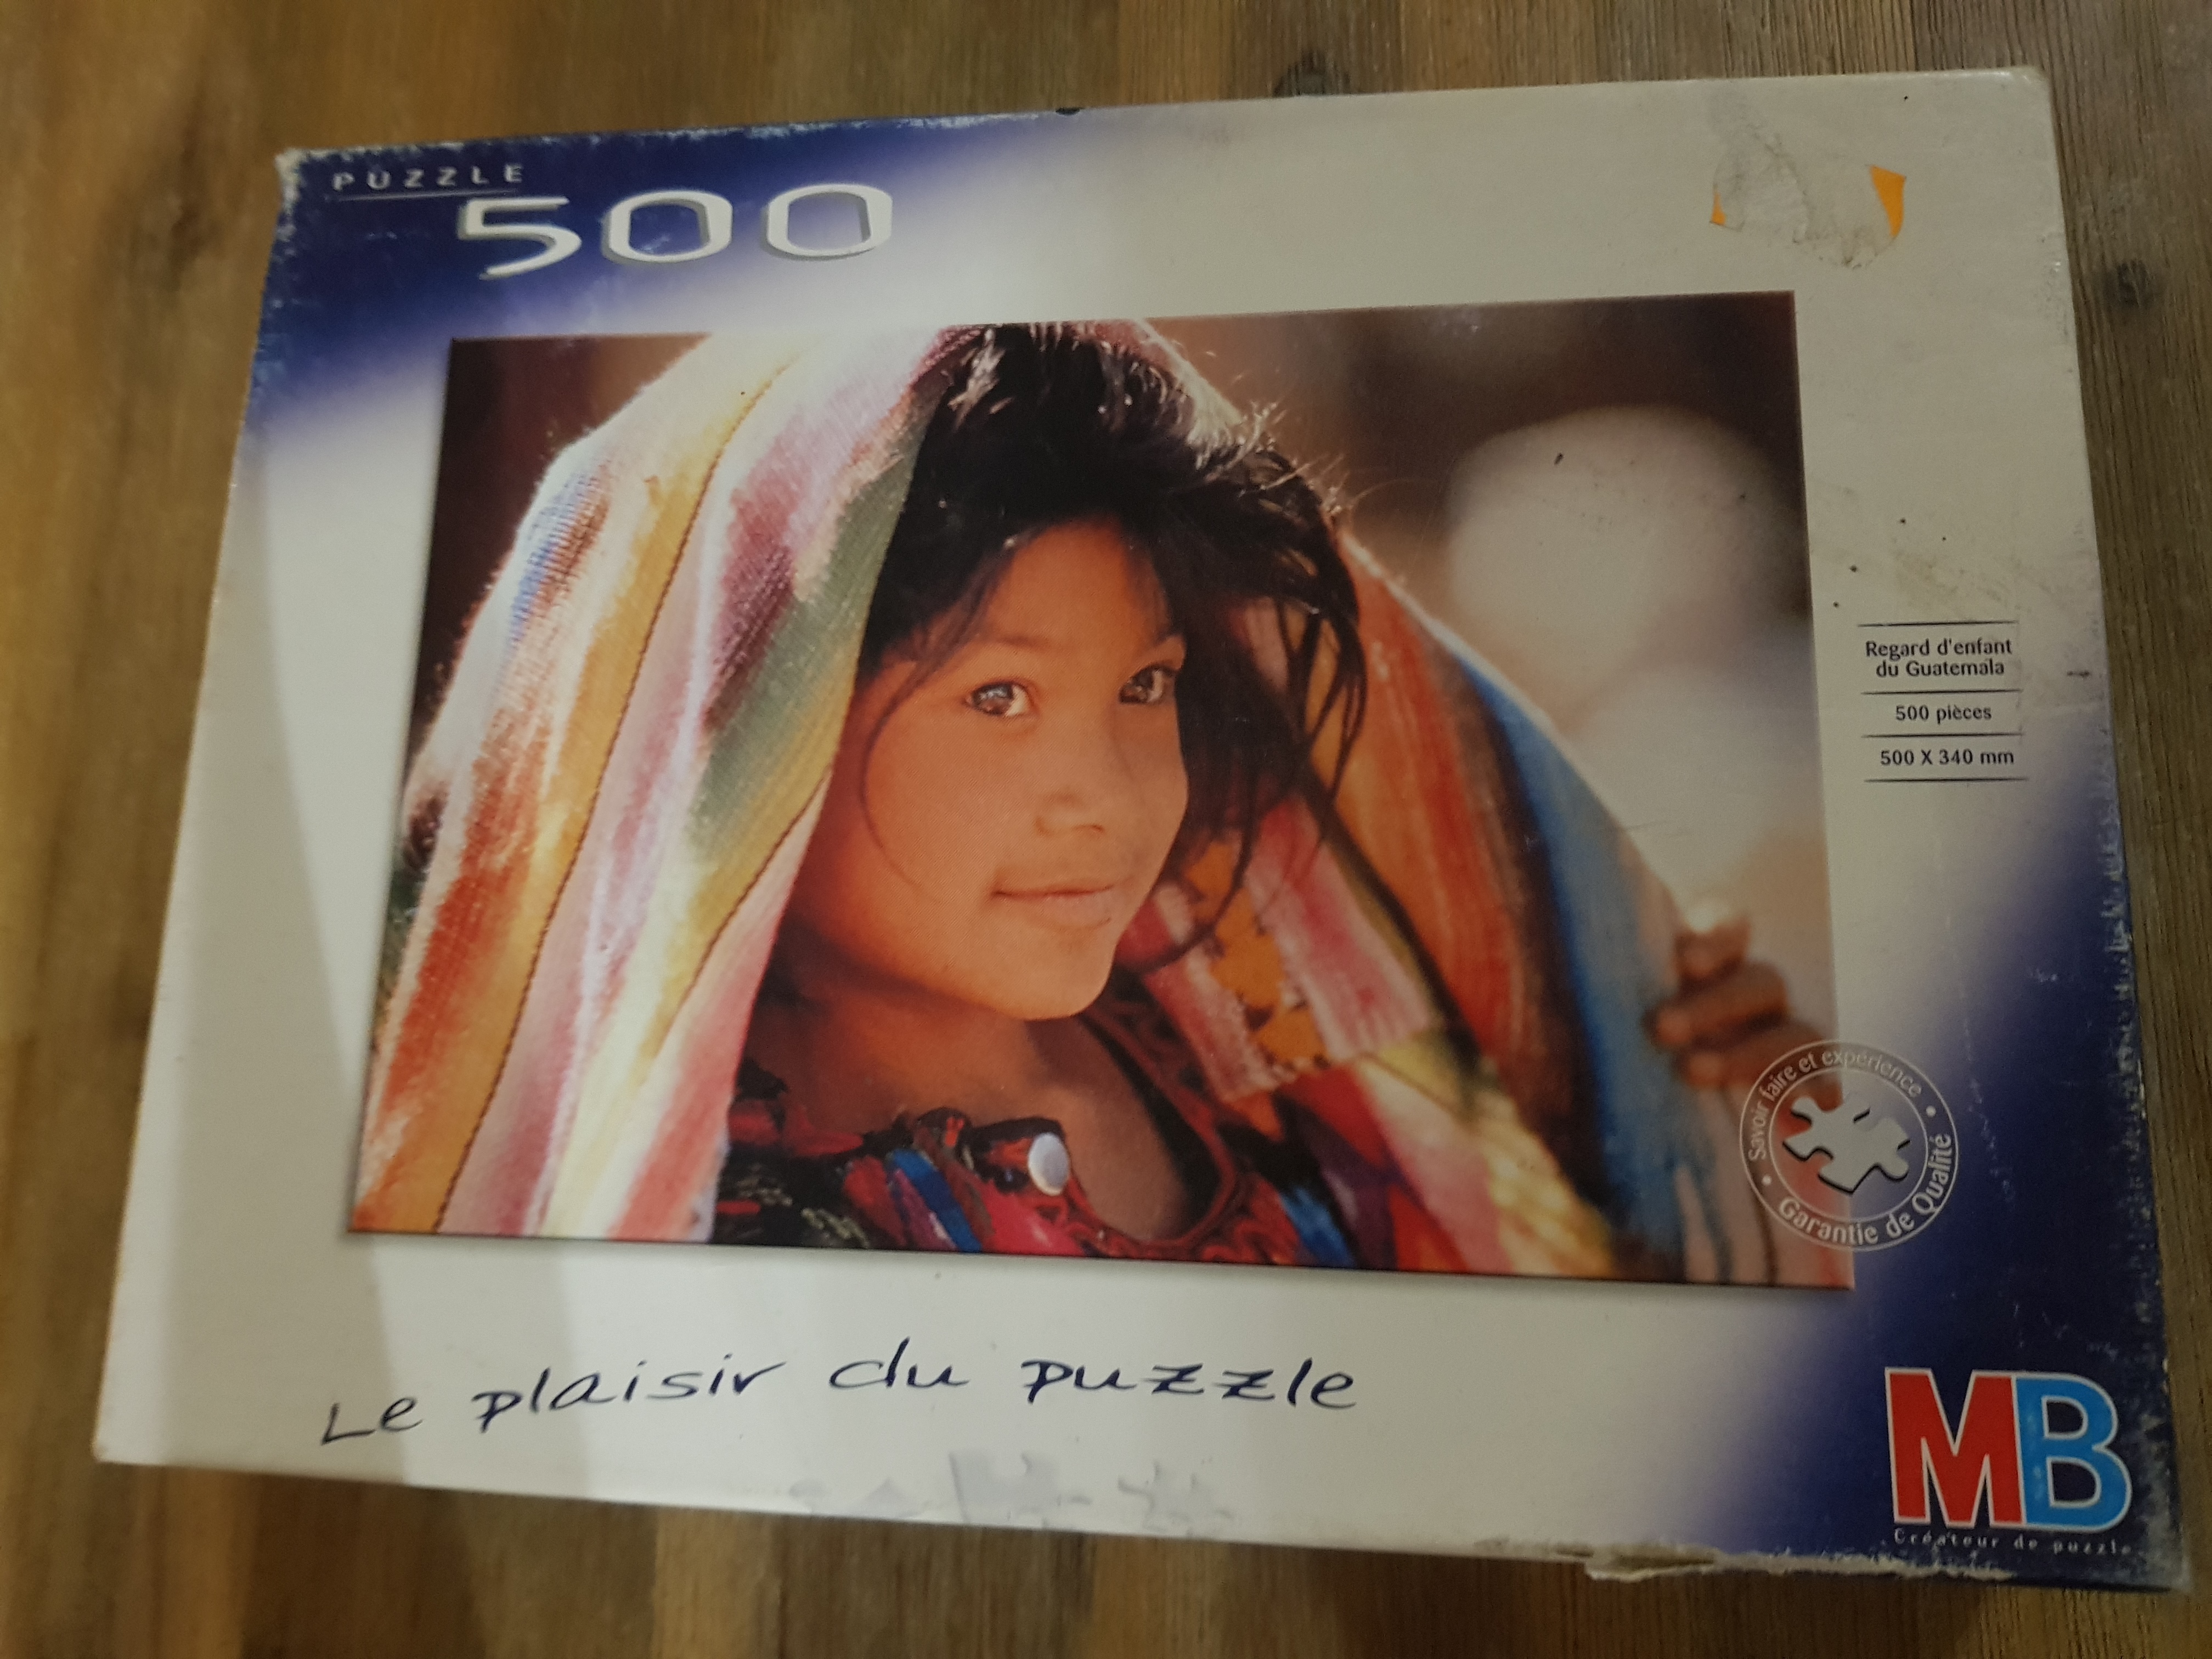 PUZZLE
500
Regard d'enfant
du Guatemala
500 pièces
500 X 340 mm
Savoir faire et expérience
• Garantie de Qualité •
Le plaisir du puzzle
MB
Créateur de puzzle